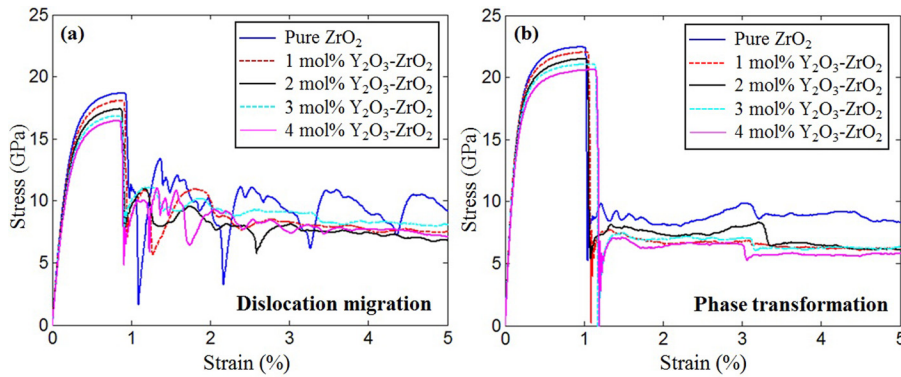 (a)
Pure ZrO₂
1 mol% Y₂O₃-ZrO₂
2 mol% Y₂O₃-ZrO₂
3 mol% Y₂O₃-ZrO₂
4 mol% Y₂O₃-ZrO₂
25
20
15
10
5
0
Stress (GPa)
Dislocation migration
0 1 2 3 4 5
Strain (%)
(b)
Pure ZrO₂
1 mol% Y₂O₃-ZrO₂
2 mol% Y₂O₃-ZrO₂
3 mol% Y₂O₃-ZrO₂
4 mol% Y₂O₃-ZrO₂
25
20
15
10
5
0
Stress (GPa)
Phase transformation
0 1 2 3 4 5
Strain (%)